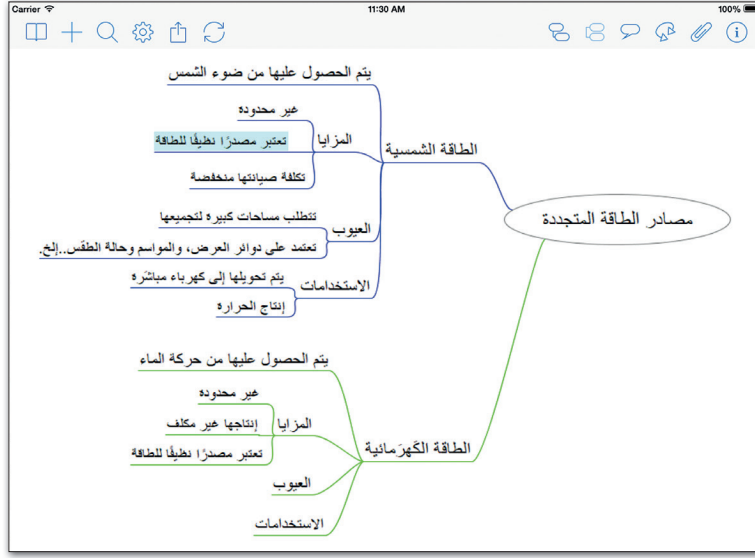 Carrier
11:30 AM
100%
مصادر الطاقة المتجددة
الطاقة الشمسية
يتم الحصول عليها من ضوء الشمس
المزايا
غير محدودة
تعتبر مصدرًا نظيفًا للطاقة
تكلفة صيانتها منخفضة
العيوب
تتطلب مساحات كبيرة لتجميعها
تعتمد على دوائر العرض، والمواسم وحالة الطقس..إلخ.
الاستخدامات
يتم تحويلها إلى كهرباء مباشرة
إنتاج الحرارة
الطاقة الكَهرَمائية
يتم الحصول عليها من حركة الماء
المزايا
غير محدودة
إنتاجها غير مكلف
تعتبر مصدرًا نظيفًا للطاقة
العيوب
الاستخدامات